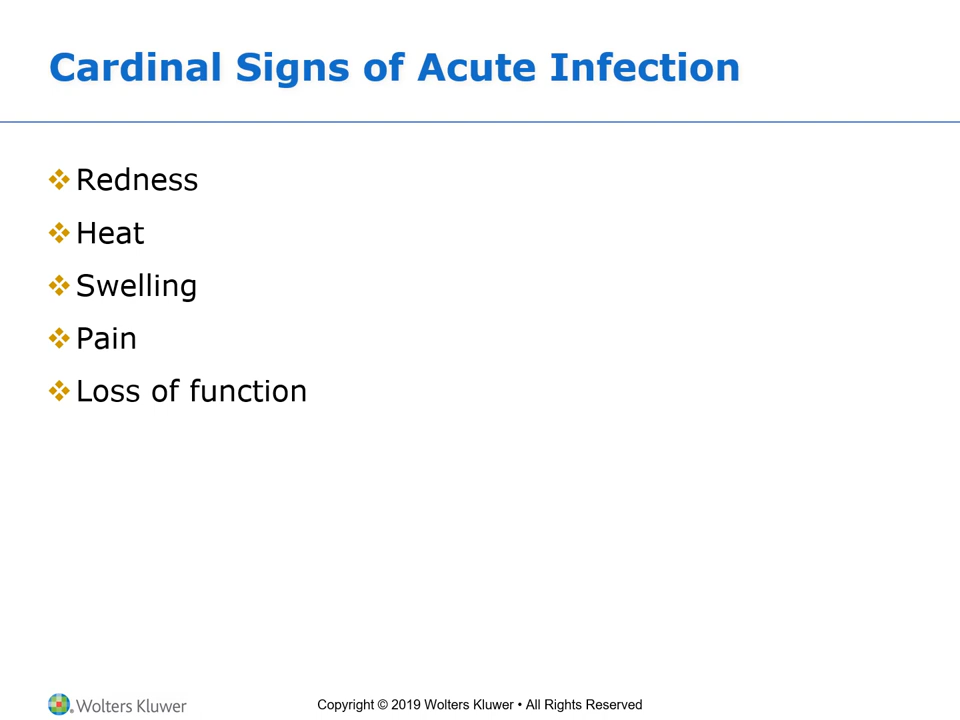 Cardinal Signs of Acute Infection
Redness
Heat
Swelling
Pain
Loss of function
Wolters Kluwer
Copyright © 2019 Wolters Kluwer • All Rights Reserved